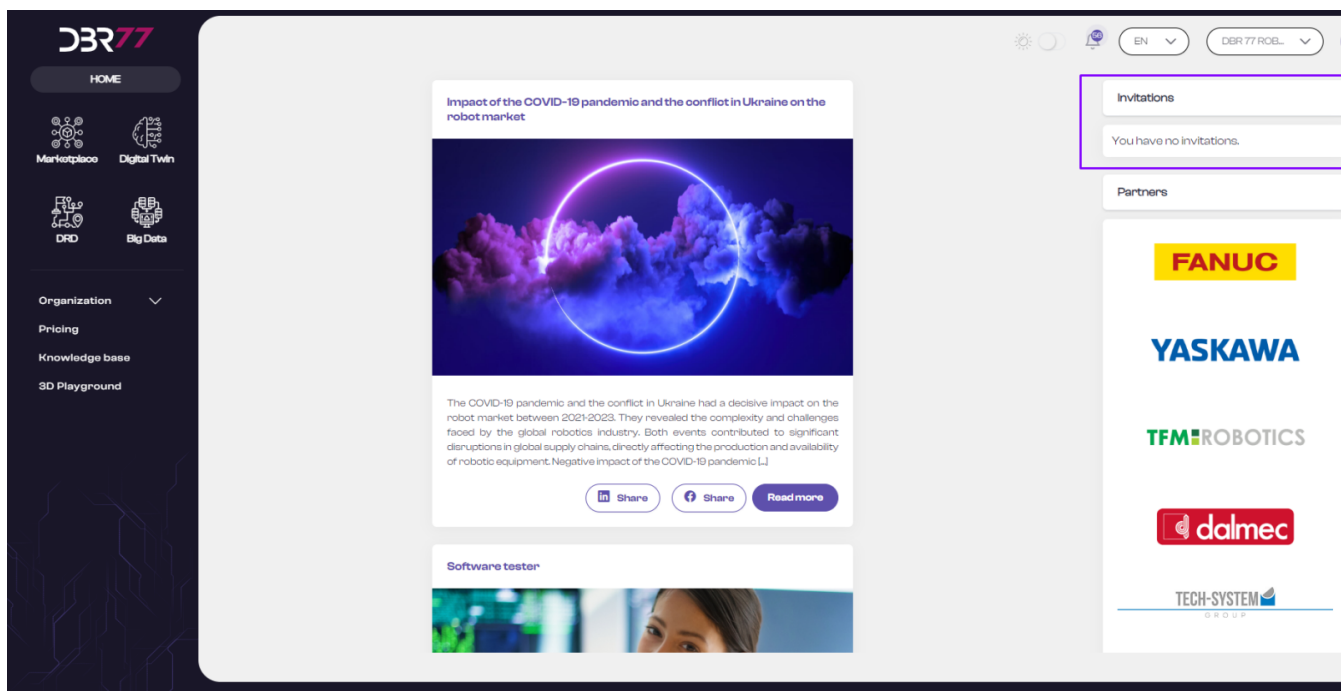 DBR77
HOME
Marketplace
Digital Twin
DRD
Big Data
Organization
Pricing
Knowledge base
3D Playground
58
EN
DBR 77 ROB...
Impact of the COVID-19 pandemic and the conflict in Ukraine on the
robot market
The COVID-19 pandemic and the conflict in Ukraine had a decisive impact on the
robot market between 2021-2023. They revealed the complexity and challenges
faced by the global robotics industry. Both events contributed to significant
disruptions in global supply chains, directly affecting the production and availability
of robotic equipment. Negative impact of the COVID-19 pandemic [...]
Share
Share
Read more
Software tester
Invitations
You have no invitations.
Partners
FANUC
YASKAWA
TFM ROBOTICS
dalmec
TECH-SYSTEM
GROUP